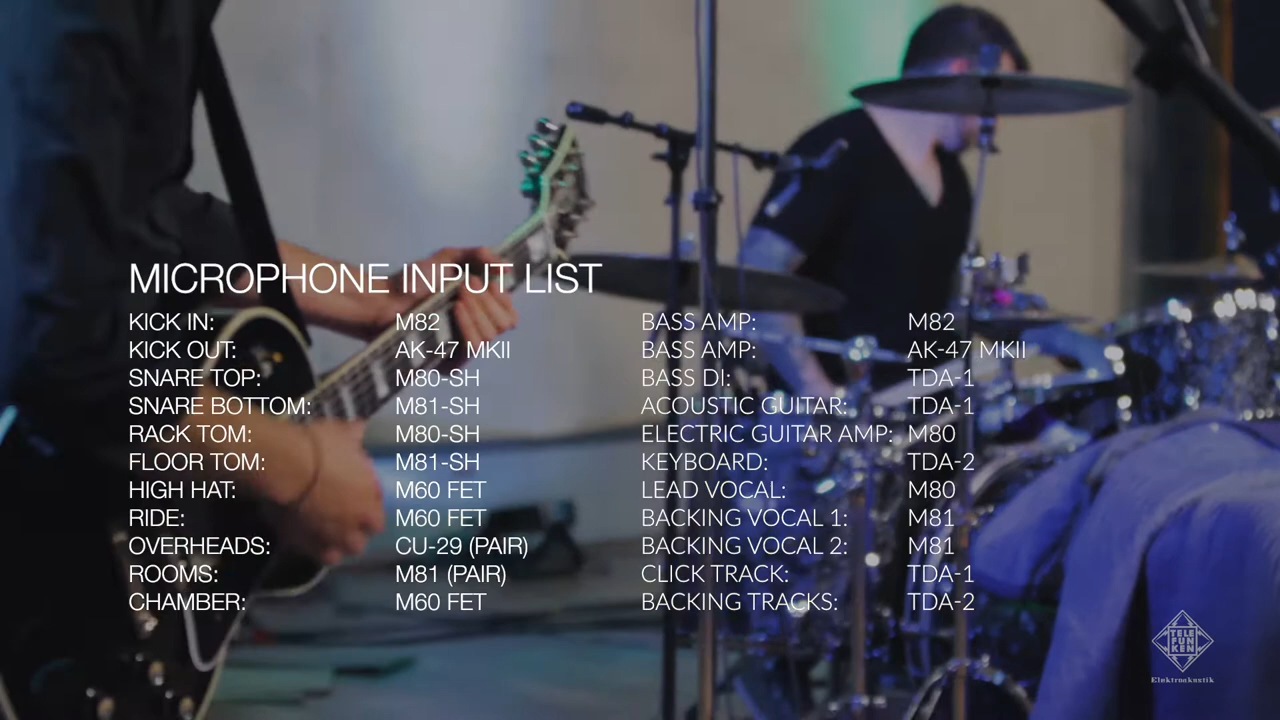 MICROPHONE INPUT LIST
KICK IN: M82
KICK OUT: AK-47 MKII
SNARE TOP: M80-SH
SNARE BOTTOM: M81-SH
RACK TOM: M80-SH
FLOOR TOM: M81-SH
HIGH HAT: M60 FET
RIDE: M60 FET
OVERHEADS: CU-29 (PAIR)
ROOMS: M81 (PAIR)
CHAMBER: M60 FET
BASS AMP: M82
BASS AMP: AK-47 MKII
BASS DI: TDA-1
ACOUSTIC GUITAR: TDA-1
ELECTRIC GUITAR AMP: M80
KEYBOARD: TDA-2
LEAD VOCAL: M80
BACKING VOCAL 1: M81
BACKING VOCAL 2: M81
CLICK TRACK: TDA-1
BACKING TRACKS: TDA-2
TELE
FUN
KEN
Elektroakustik